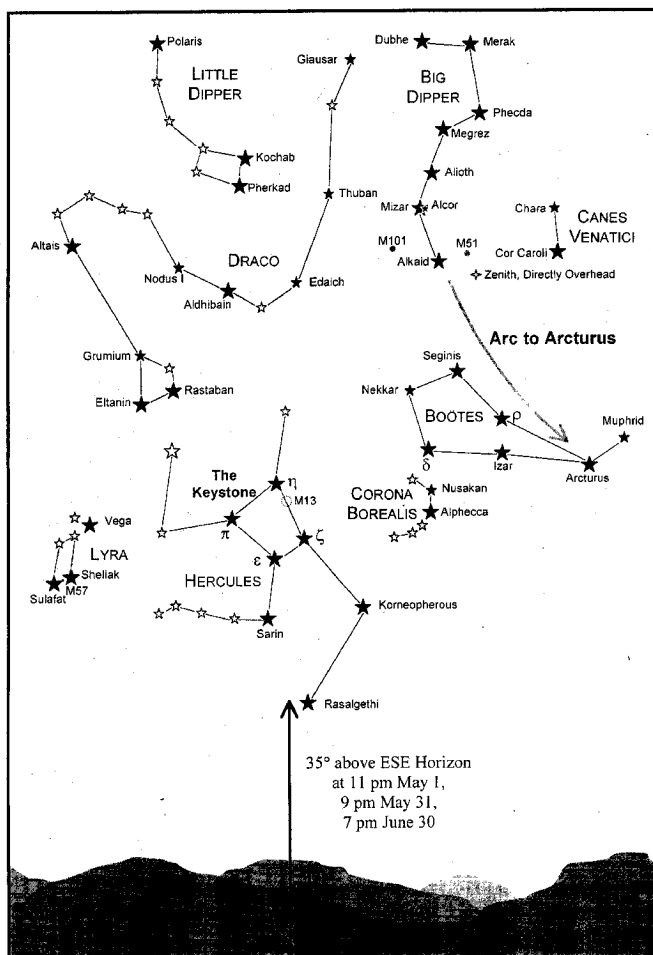 Polaris
Dubhe
Merak
Giausar
LITTLE
DIPPER
BIG
DIPPER
Phecda
Megrez
Kochab
Alioth
Pherkad
Thuban
Mizar
Alcor
Chara
CANES
VENATICI
Altais
M101
M51
Cor Caroli
DRACO
Alkaid
Nodus I
Edaich
Zenith, Directly Overhead
Aldhibain
Arc to Arcturus
Grumium
Seginis
Rastaban
Nekkar
Eltanin
BOÖTES
ρ
Muphrid
δ
Izar
Arcturus
The
Keystone
η
M13
CORONA
BOREALIS
Nusakan
Alphecca
Vega
π
ζ
LYRA
ε
Sheliak
HERCULES
M57
Sulafat
Korneopherous
Sarin
Rasalgethi
35° above ESE Horizon
at 11 pm May 1,
9 pm May 31,
7 pm June 30